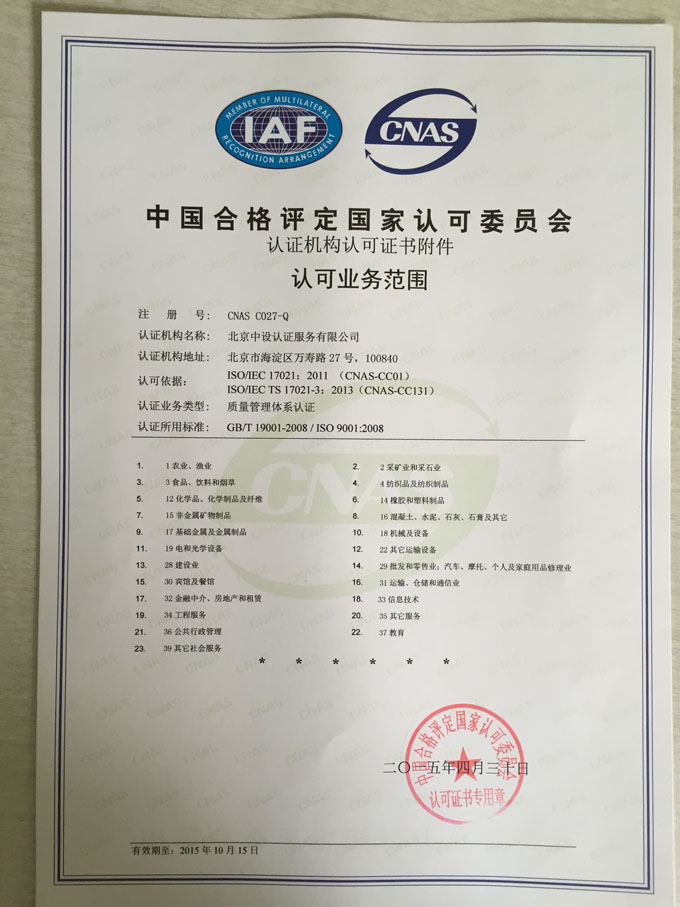 MEMBER OF MULTILATERAL
IAF
RECOGNITION ARRANGEMENT
CNAS
中国合格评定国家认可委员会
认证机构认可证书附件
认可业务范围
注 册 号: CNAS C027-Q
认证机构名称: 北京中设认证服务有限公司
认证机构地址: 北京市海淀区万寿路 27 号, 100840
认可依据: ISO/IEC 17021: 2011 (CNAS-CC01)
ISO/IEC TS 17021-3: 2013 (CNAS-CC131)
认证业务类型: 质量管理体系认证
认证所用标准: GB/T 19001-2008 / ISO 9001:2008
1. 1 农业、渔业
2. 2 采矿业和采石业
3. 3 食品、饮料和烟草
4. 4 纺织品及纺织制品
5. 12 化学品、化学制品及纤维
6. 14 橡胶和塑料制品
7. 15 非金属矿物制品
8. 16 混凝土、水泥、石灰、石膏及其它
9. 17 基础金属及金属制品
10. 18 机械及设备
11. 19 电和光学设备
12. 22 其它运输设备
13. 28 建设业
14. 29 批发和零售业; 汽车、摩托、个人及家庭用品修理业
15. 30 宾馆及餐馆
16. 31 运输、仓储和通信业
17. 32 金融中介、房地产和租赁
18. 33 信息技术
19. 34 工程服务
20. 35 其它服务
21. 36 公共行政管理
22. 37 教育
23. 39 其它社会服务
* * * * * *
中国合格评定国家认可委员会
二〇一五年四月三十日
认可证书专用章
有效期至: 2015 年 10 月 15 日